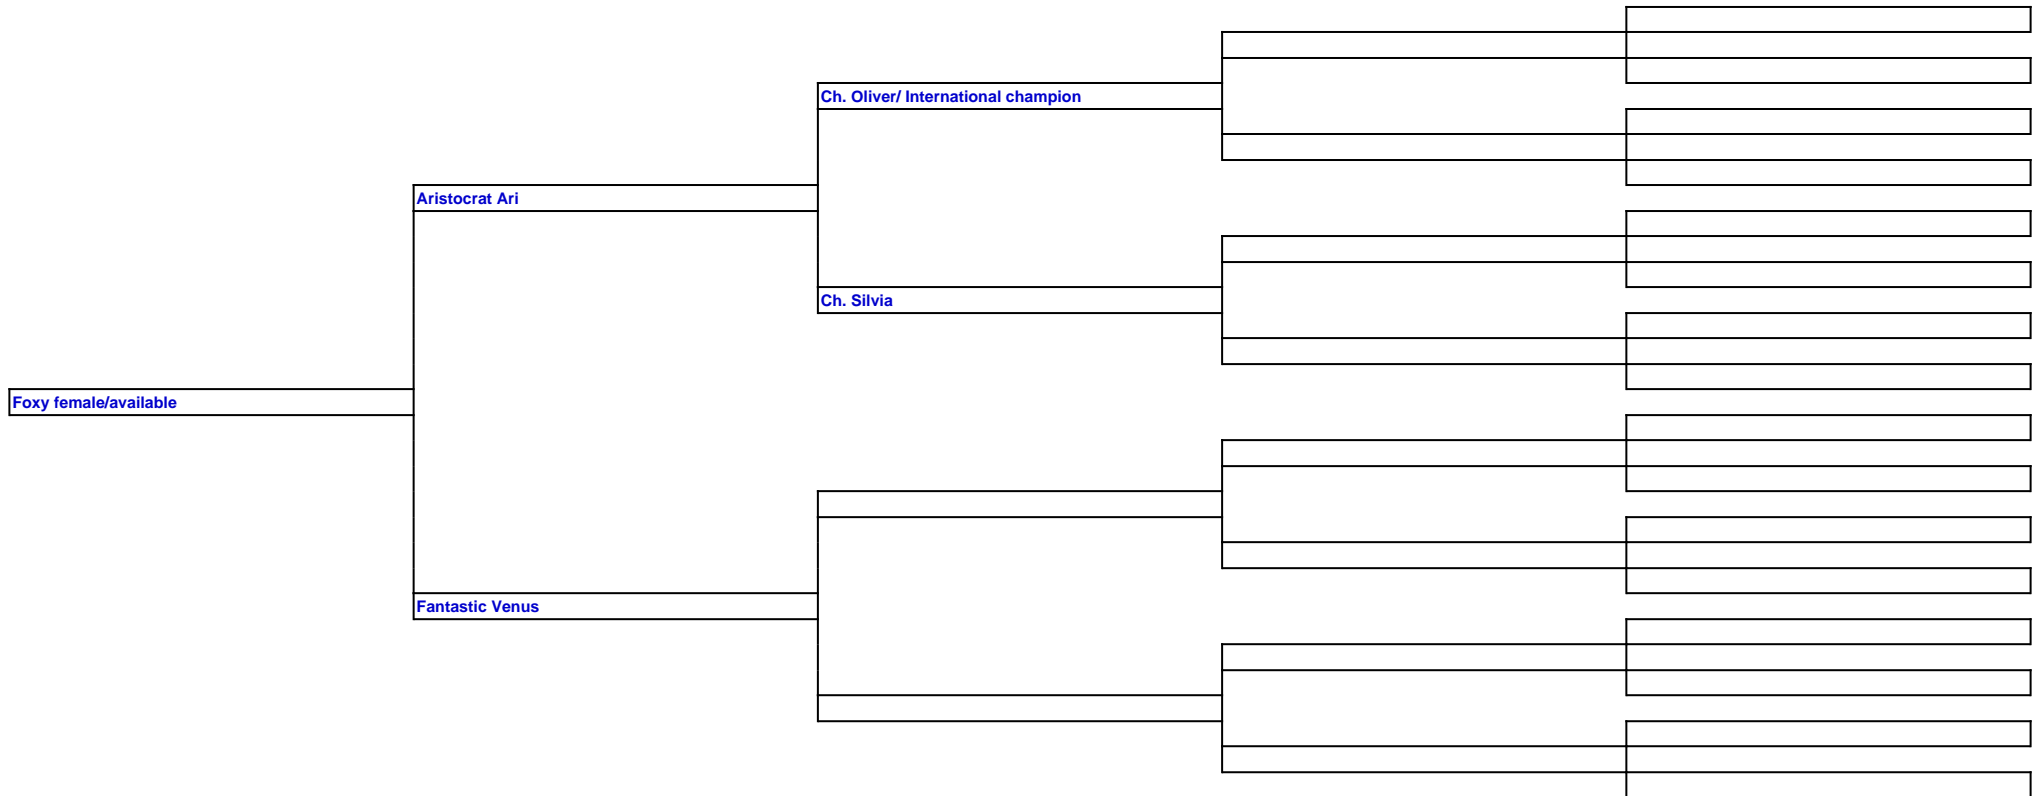 Ch. Oliver/ International champion
Aristocrat Ari
Ch. Silvia
Foxy female/available
Fantastic Venus